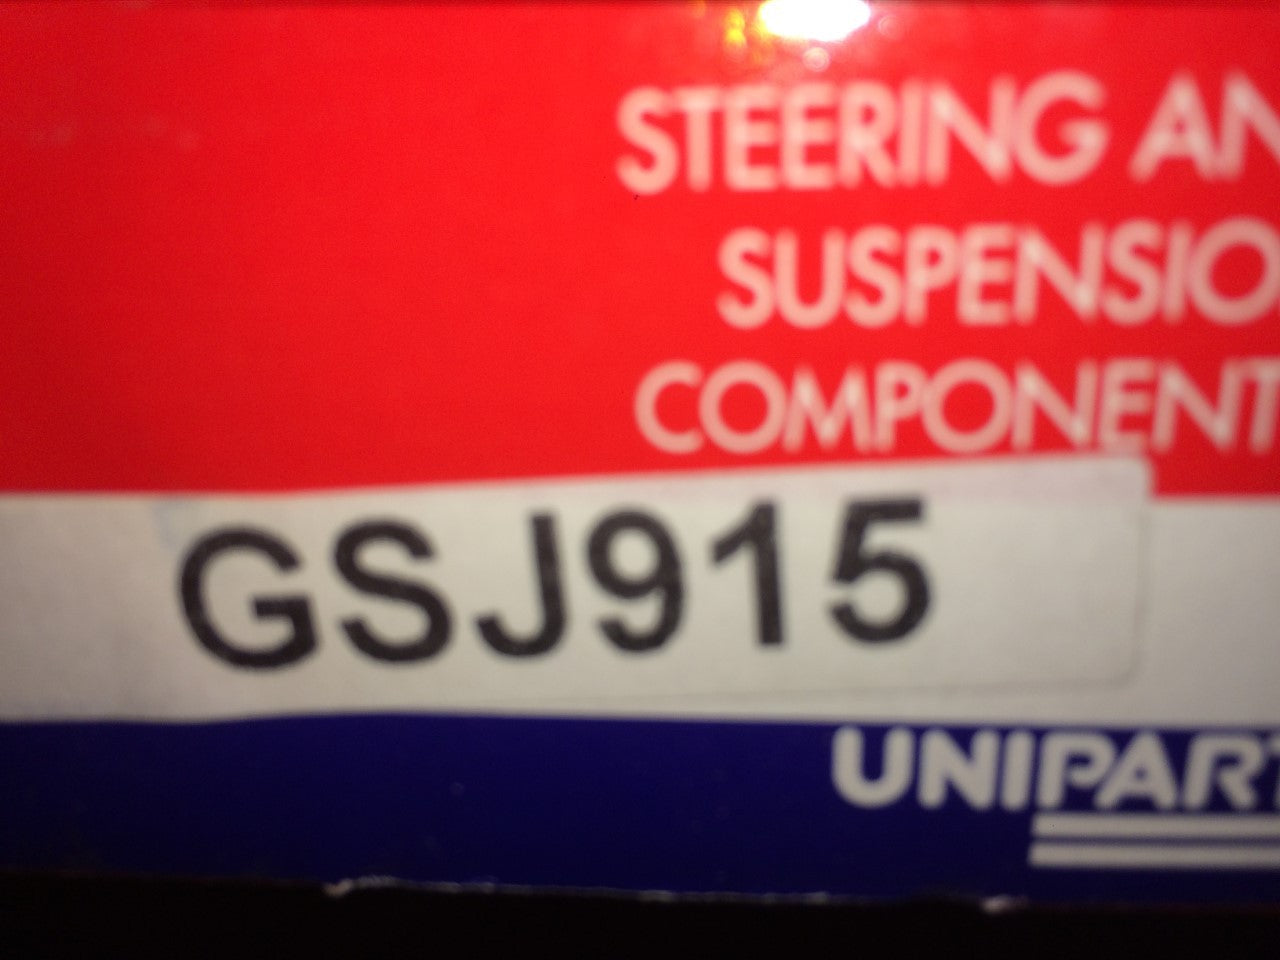 STEERING AN
SUSPENSIO
COMPONENT
GSJ915
UNIPART